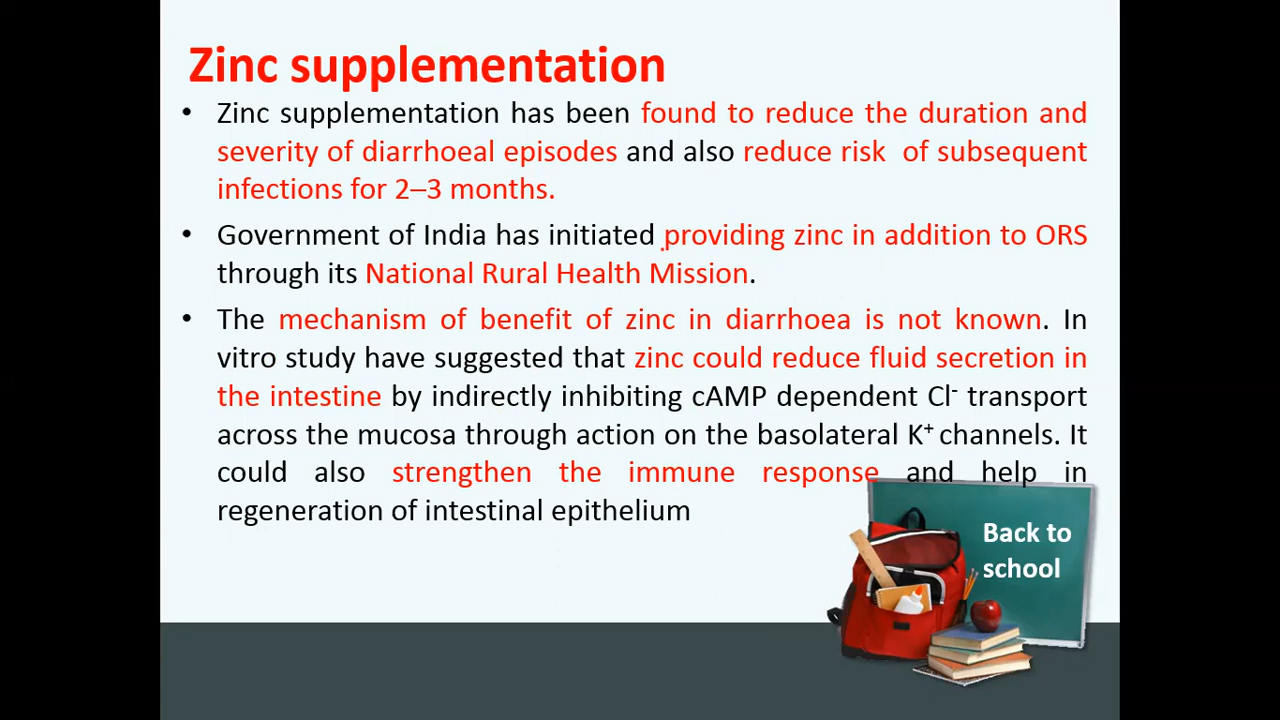 Zinc supplementation
• Zinc supplementation has been found to reduce the duration and
severity of diarrhoeal episodes and also reduce risk of subsequent
infections for 2–3 months.
• Government of India has initiated providing zinc in addition to ORS
through its National Rural Health Mission.
• The mechanism of benefit of zinc in diarrhoea is not known. In
vitro study have suggested that zinc could reduce fluid secretion in
the intestine by indirectly inhibiting cAMP dependent Cl⁻ transport
across the mucosa through action on the basolateral K⁺ channels. It
could also strengthen the immune response and help in
regeneration of intestinal epithelium
Back to
school